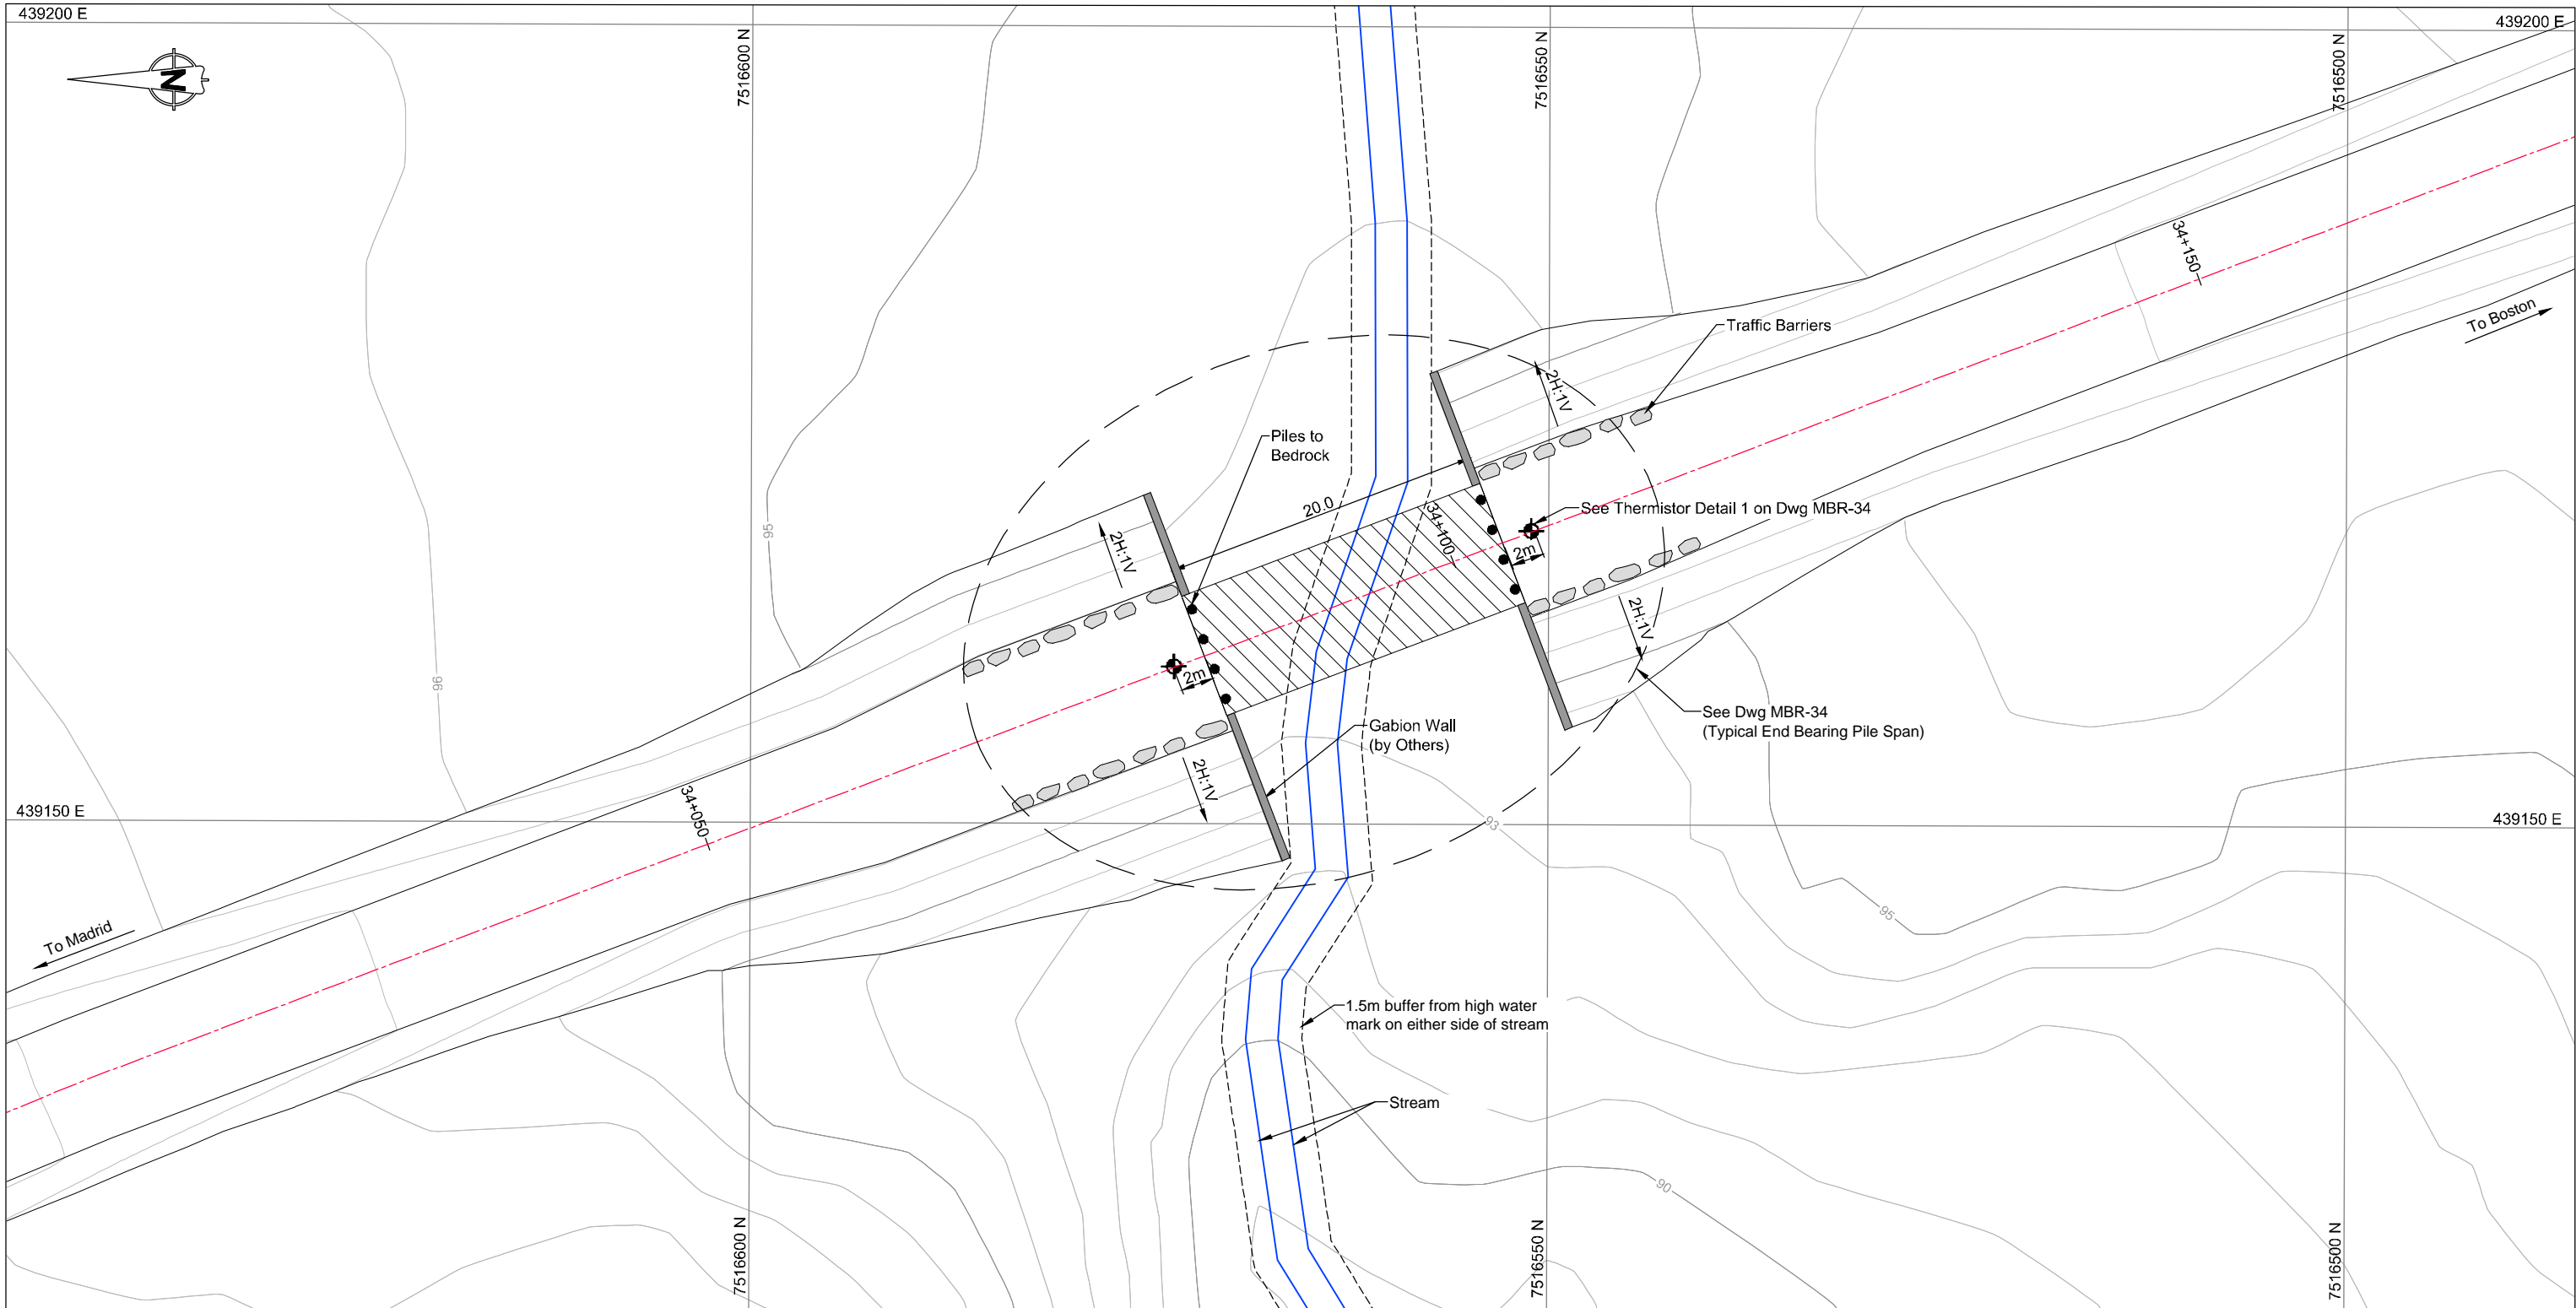 439200 E
439200 E
N
7516600 N
7516550 N
7516500 N
34+150
To Boston
Traffic Barriers
2H:1V
Piles to
Bedrock
20.0
34+100
See Thermistor Detail 1 on Dwg MBR-34
2m
95
2H:1V
2H:1V
96
2m
See Dwg MBR-34
(Typical End Bearing Pile Span)
Gabion Wall
(by Others)
2H:1V
34+050
439150 E
439150 E
93
95
To Madrid
1.5m buffer from high water
mark on either side of stream
Stream
90
7516600 N
7516550 N
7516500 N